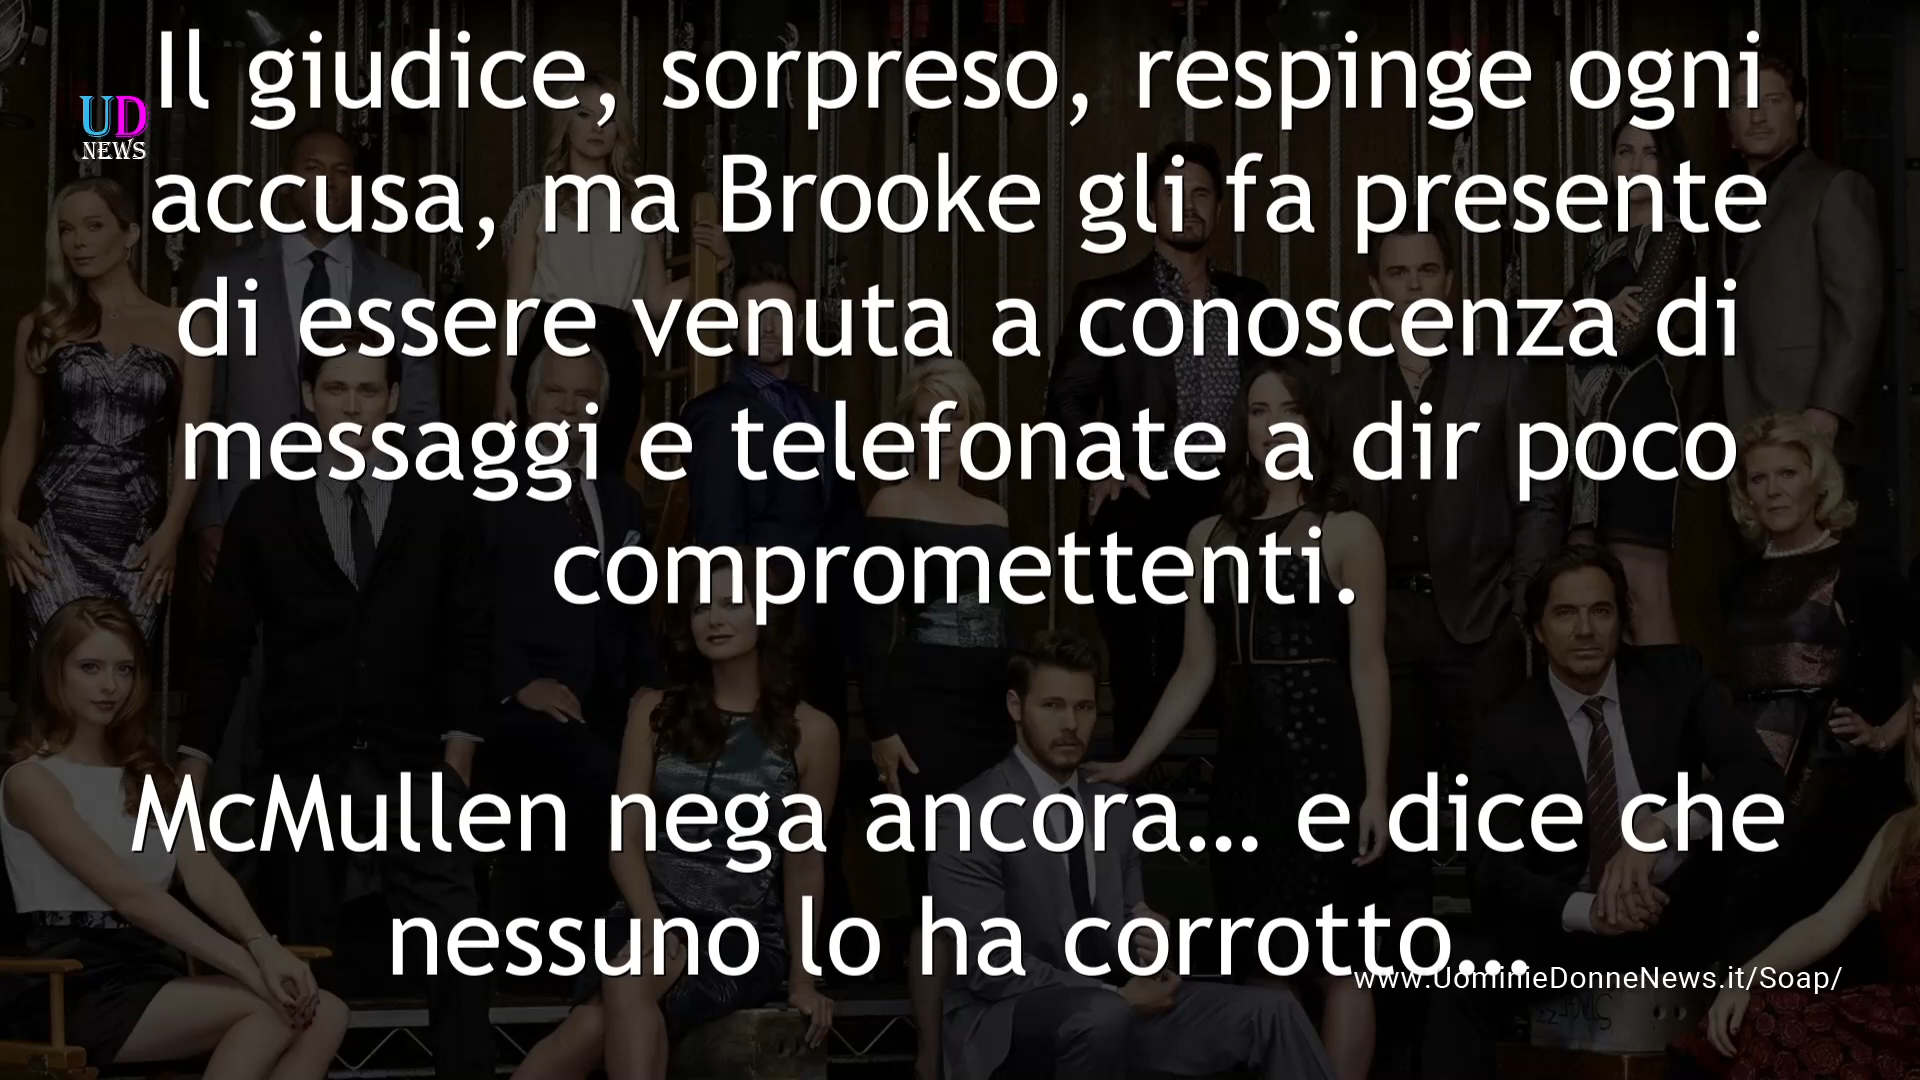 Il giudice, sorpreso, respinge ogni
UD
NEWS
accusa, ma Brooke gli fa presente
di essere venuta a conoscenza di
messaggi e telefonate a dir poco
compromettenti.
McMullen nega ancora... e dice che
nessuno lo ha corrotto...
www.UominieDonneNews.it/Soap/